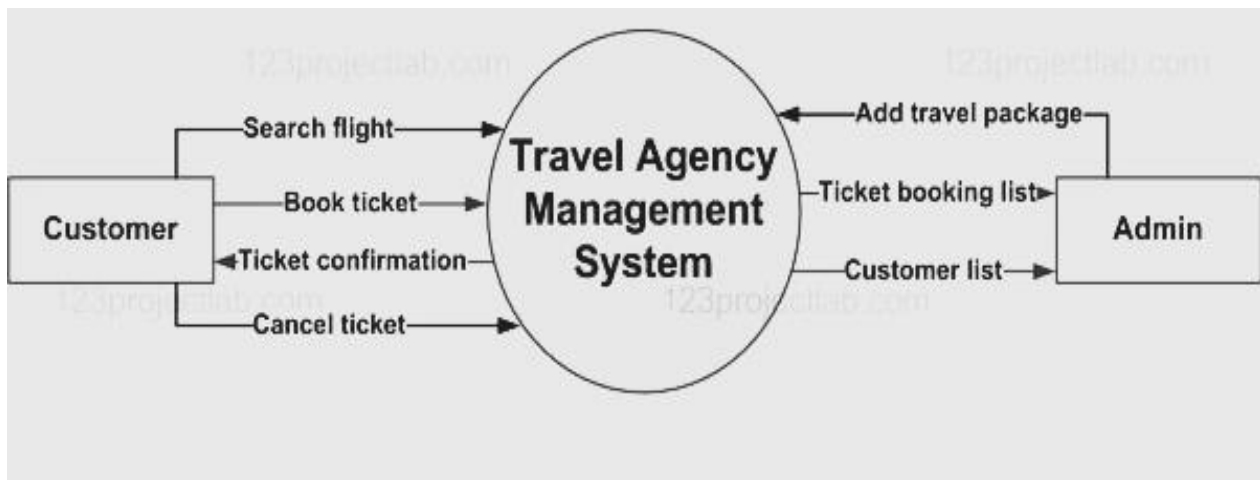 123projectlab.com
123projectlab.com
Search flight
Add travel package
Travel Agency
Management
System
Customer
Book ticket
Ticket booking list
Admin
Ticket confirmation
Customer list
123projectlab.com
123projectlab.com
Cancel ticket